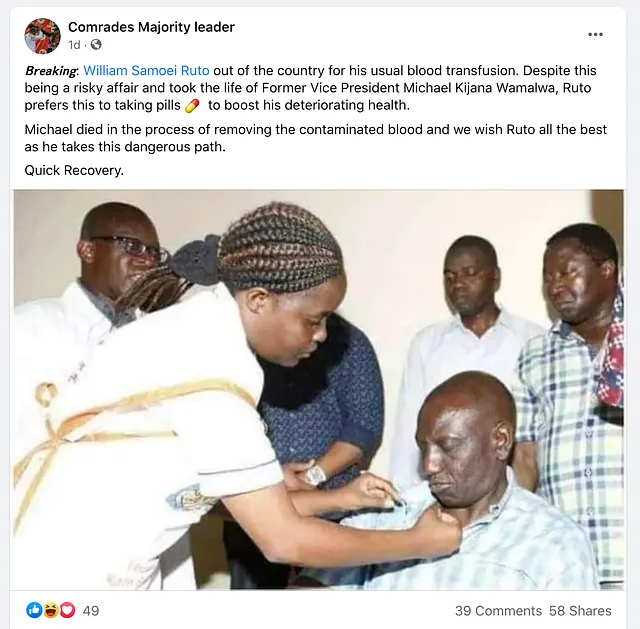 Comrades Majority leader
1d ·
Breaking: William Samoei Ruto out of the country for his usual blood transfusion. Despite this
being a risky affair and took the life of Former Vice President Michael Kijana Wamalwa, Ruto
prefers this to taking pills 💊 to boost his deteriorating health.
Michael died in the process of removing the contaminated blood and we wish Ruto all the best
as he takes this dangerous path.
Quick Recovery.
49
39 Comments 58 Shares